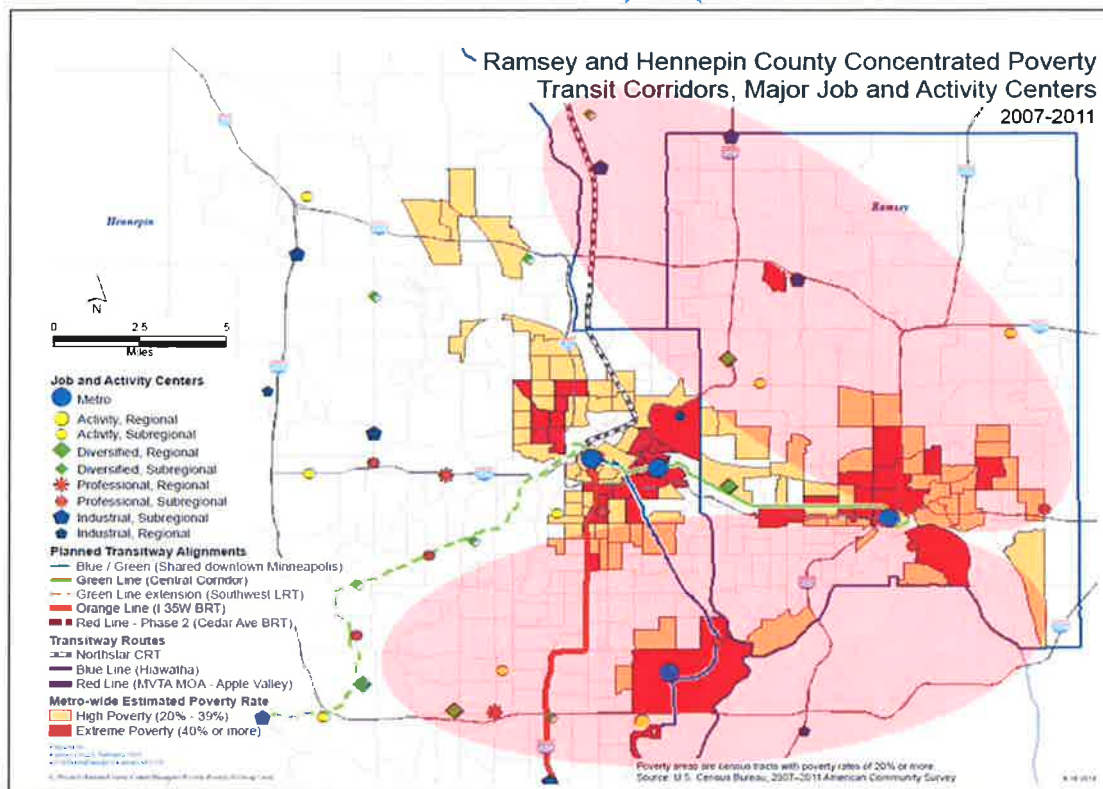 Ramsey and Hennepin County Concentrated Poverty
Transit Corridors, Major Job and Activity Centers
2007-2011
Hennepin
Ramsey
N
0 2.5 5
Miles
Job and Activity Centers
Metro
Activity, Regional
Activity, Subregional
Diversified, Regional
Diversified, Subregional
Professional, Regional
Professional, Subregional
Industrial, Subregional
Industrial, Regional
Planned Transitway Alignments
Blue / Green (Shared downtown Minneapolis)
Green Line (Central Corridor)
Green Line extension (Southwest LRT)
Orange Line (I 35W BRT)
Red Line - Phase 2 (Cedar Ave BRT)
Transitway Routes
Northstar CRT
Blue Line (Hiawatha)
Red Line (MVTA MOA - Apple Valley)
Metro-wide Estimated Poverty Rate
High Poverty (20% - 39%)
Extreme Poverty (40% or more)
Poverty areas are census tracts with poverty rates of 20% or more
Source: U.S. Census Bureau, 2007-2011 American Community Survey